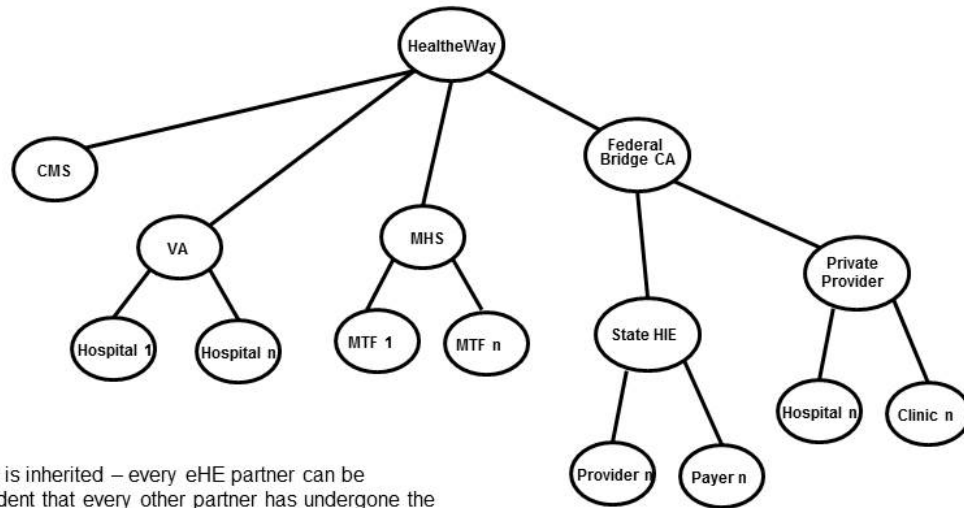 HealtheWay
Federal
Bridge CA
CMS
VA
MHS
Private
Provider
Hospital 1
Hospital n
MTF 1
MTF n
State HIE
Hospital n
Clinic n
Provider n
Payer n
is inherited – every eHE partner can be
dent that every other partner has undergone the